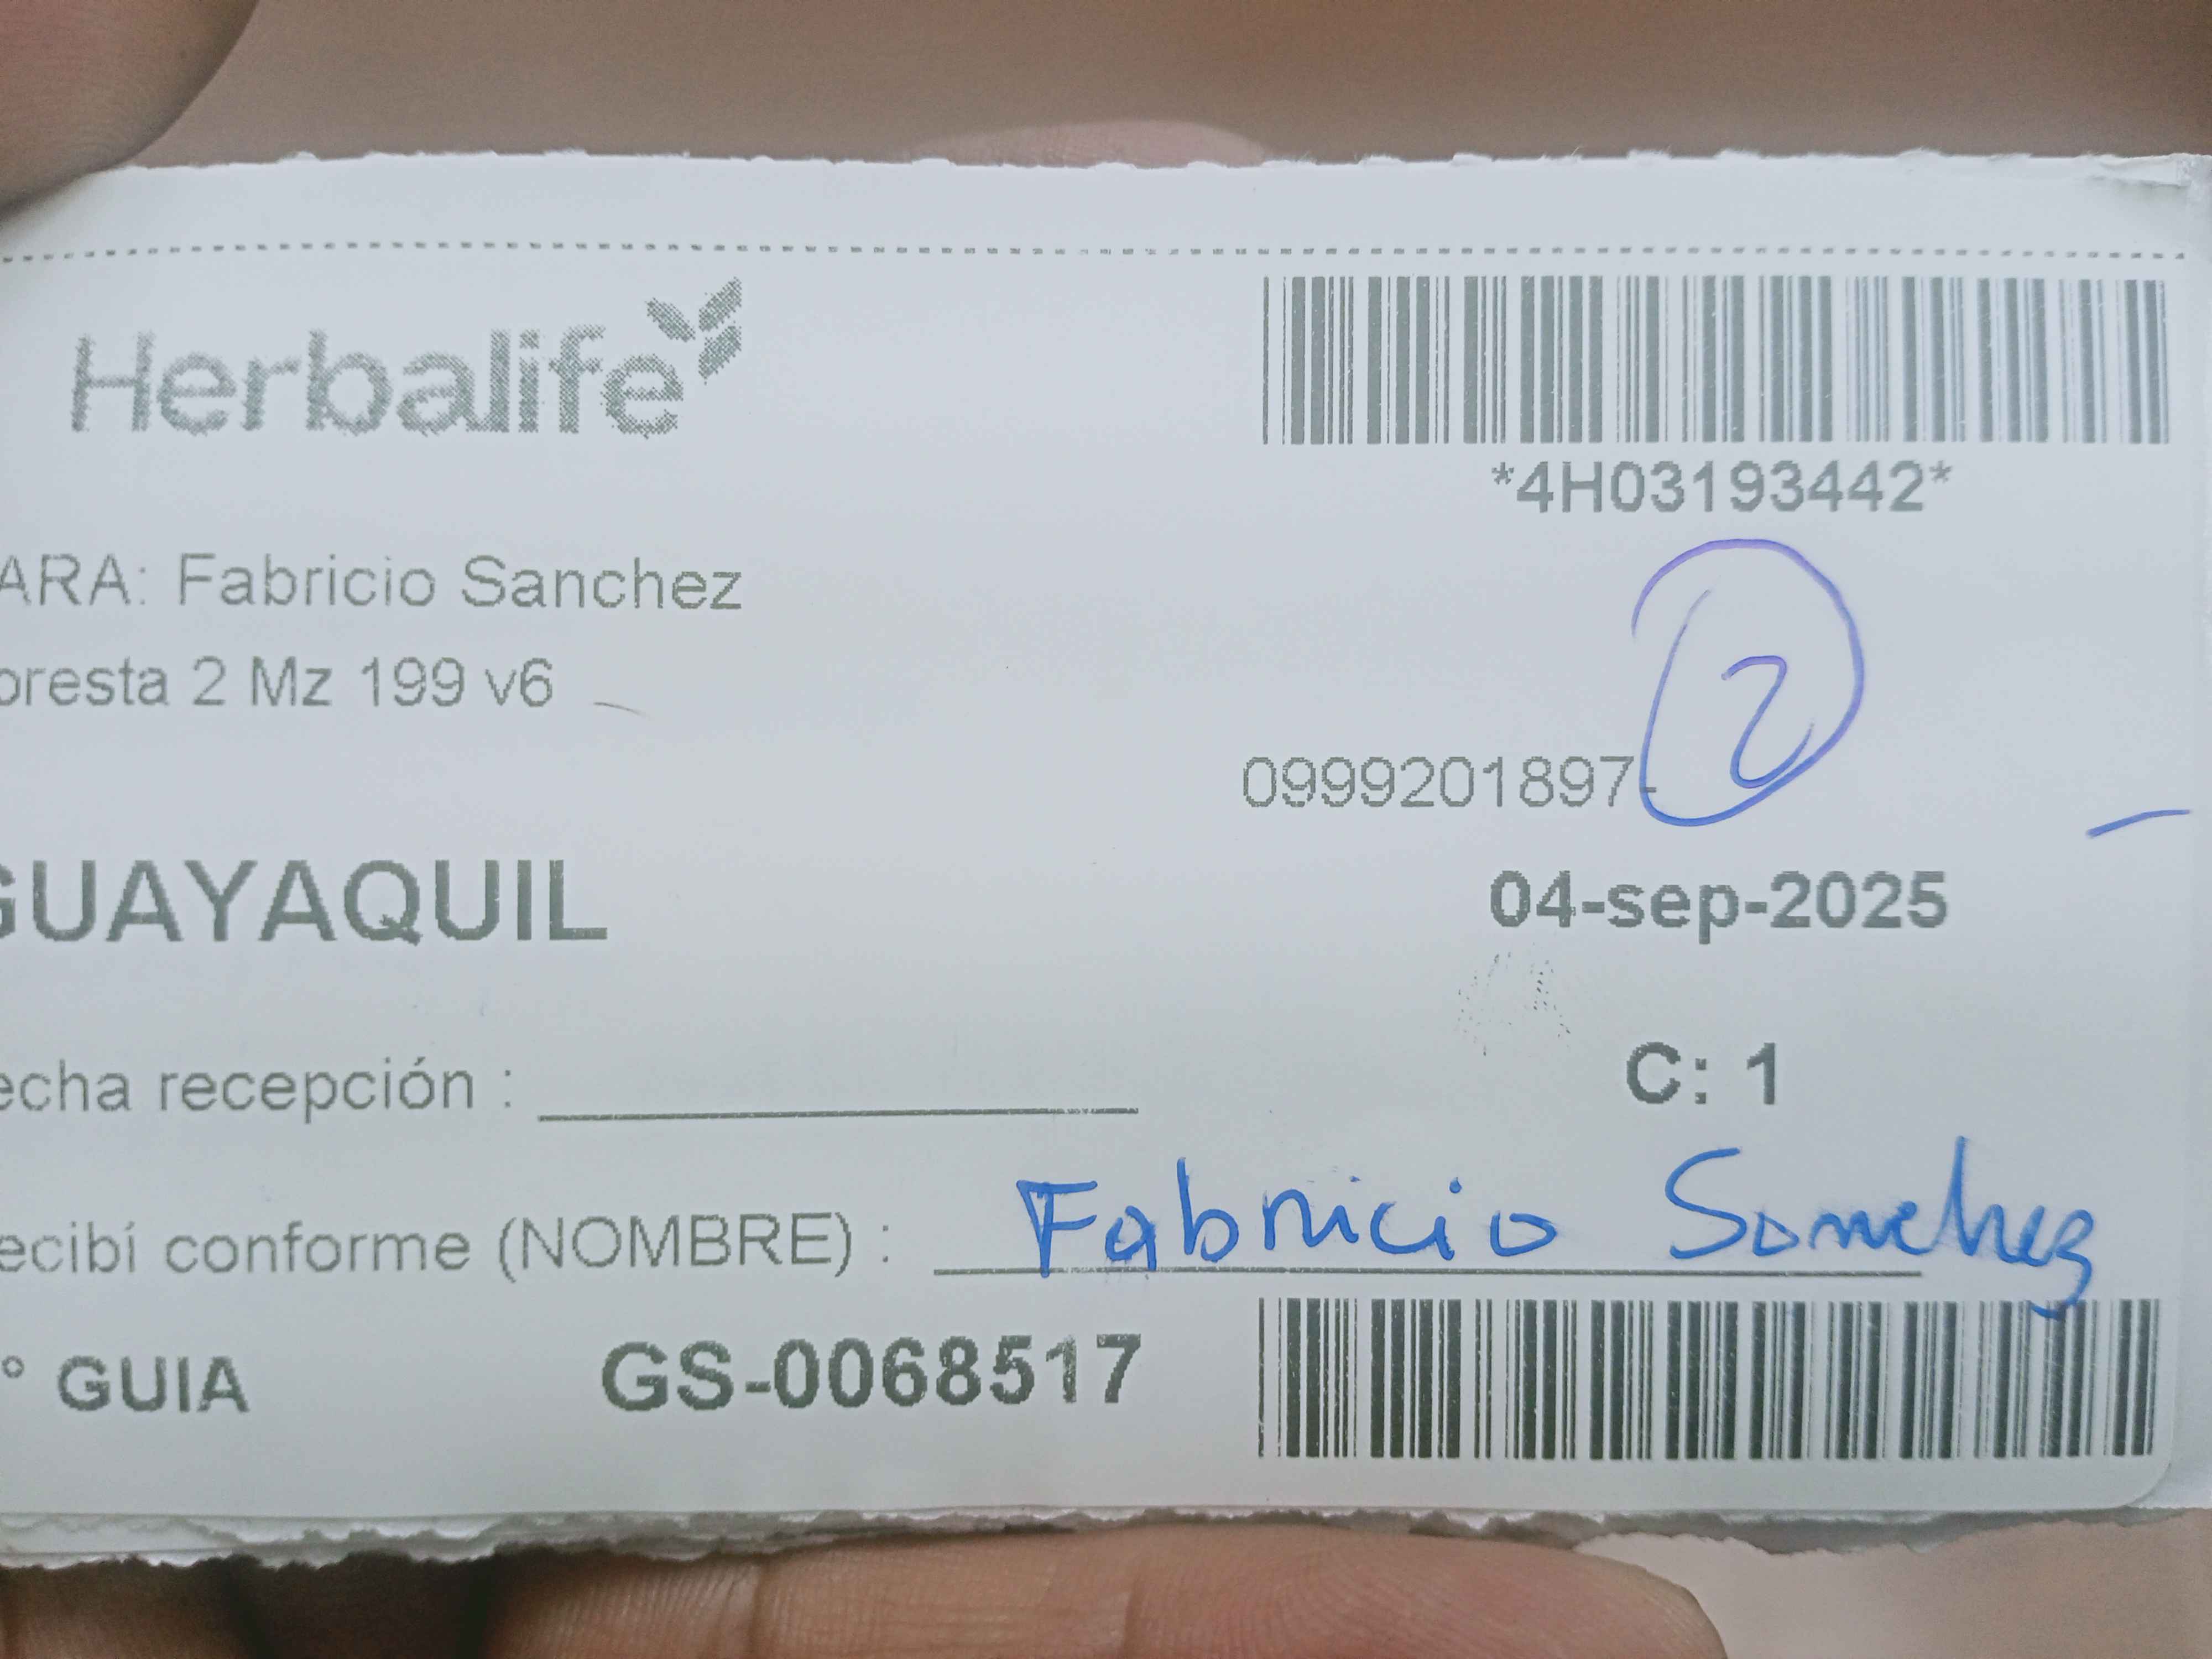 Herbalife
*4H03193442*
ARA: Fabricio Sanchez
oresta 2 Mz 199 v6
2
0999201897-
GUAYAQUIL
04-sep-2025
C: 1
echa recepción :
ecibí conforme (NOMBRE) : Fabricio Sanchez
° GUIA GS-0068517